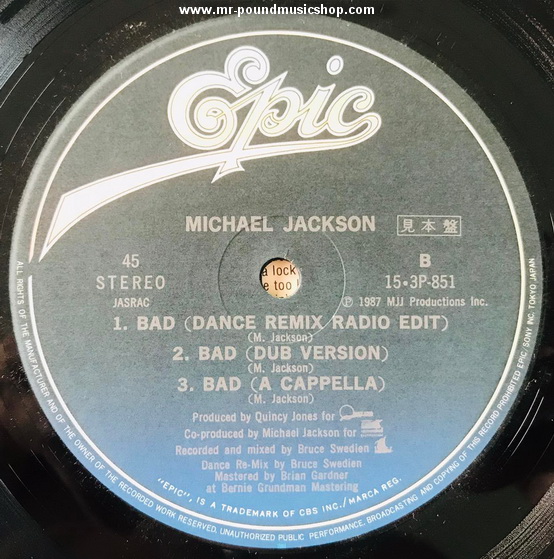 www.mr-poundmusicshop.com
Epic
MICHAEL JACKSON
見本盤
45
STEREO
JASRAC
B
15・3P-851
Ⓟ 1987 MJJ Productions Inc.
a lock
e too
1. BAD (DANCE REMIX RADIO EDIT)
(M. Jackson)
2. BAD (DUB VERSION)
(M. Jackson)
3. BAD (A CAPPELLA)
(M. Jackson)
Produced by Quincy Jones for
Co-produced by Michael Jackson for
Recorded and mixed by Bruce Swedien
Dance Re-Mix by Bruce Swedien
Mastered by Brian Gardner
at Bernie Grundman Mastering
"EPIC", IS A TRADEMARK OF CBS INC./MARCA REG.
ALL RIGHTS OF THE MANUFACTURER AND OF THE OWNER OF THE RECORDED WORK RESERVED. UNAUTHORIZED PUBLIC PERFORMANCE, BROADCASTING AND COPYING OF THIS RECORD PROHIBITED EPIC/SONY INC. TOKYO JAPAN